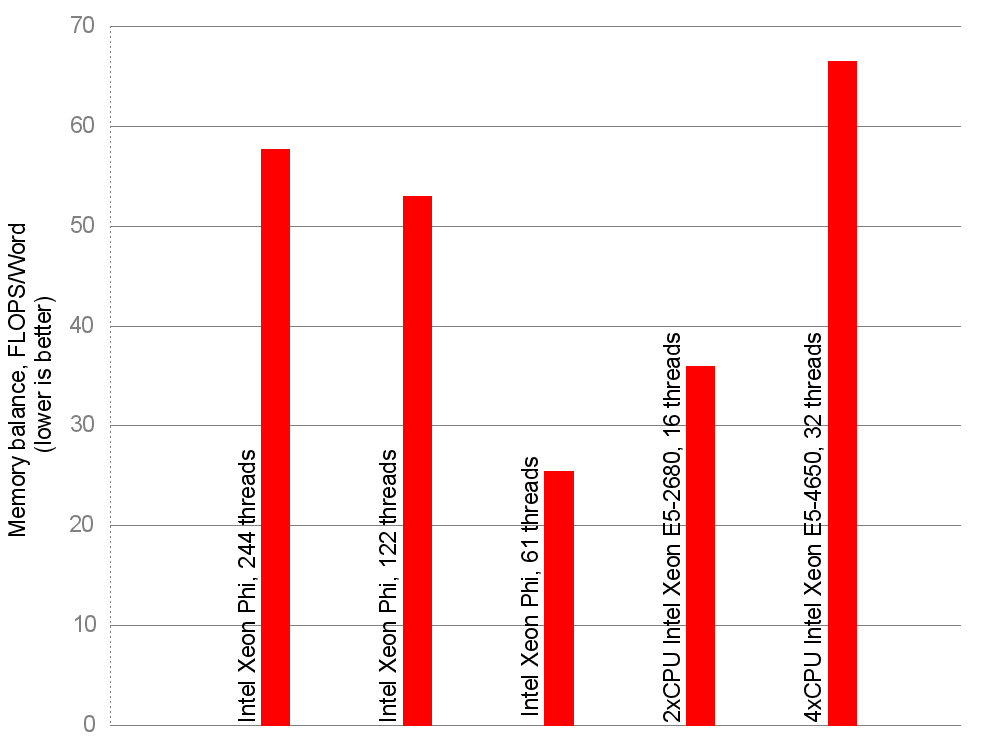 70
60
50
40
30
20
10
0
Memory balance, FLOPS/Word
(lower is better)
Intel Xeon Phi, 244 threads
Intel Xeon Phi, 122 threads
Intel Xeon Phi, 61 threads
2xCPU Intel Xeon E5-2680, 16 threads
4xCPU Intel Xeon E5-4650, 32 threads